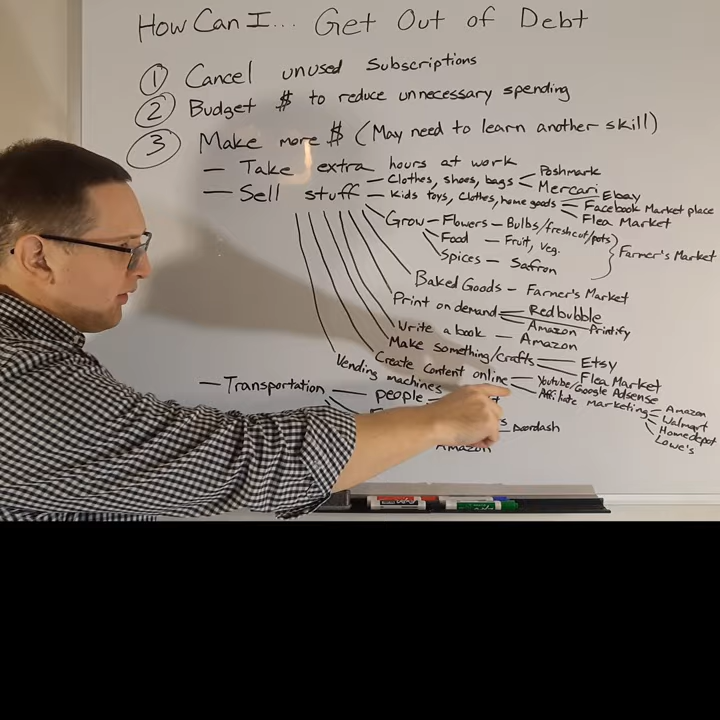 How Can I... Get Out of Debt
① Cancel unused Subscriptions
② Budget $ to reduce unnecessary spending
③ Make more $ (May need to learn another skill)
— Take extra hours at work
— Sell stuff — Clothes, shoes, bags < Poshmark
Mercari
— Kids toys, Clothes, home goods Ebay
Facebook Market place
Flea Market
Grow — Flowers — Bulbs/fresh cut/pots
Food — Fruit, Veg.
Spices — Safron
} Farmer's Market
Baked Goods — Farmer's Market
Print on demand Redbubble
Amazon Printify
Write a book — Amazon
Make something/crafts Etsy
Flea Market
Create Content online — Youtube/Google Adsense
Affiliate Marketing Amazon
Walmart
Homedepot
Lowe's
Vending machines
— Transportation — people —
Doordash
Amazon